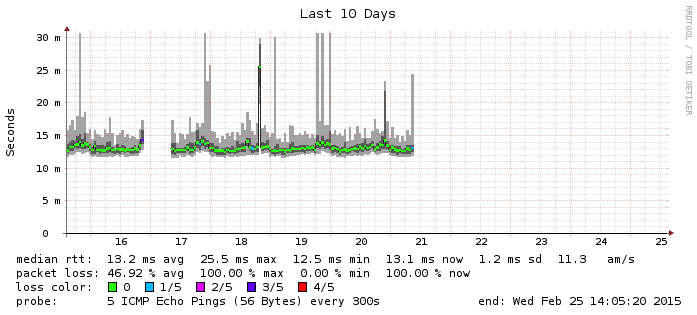 Last 10 Days
RRDTOOL / TOBI OETIKER
Seconds
30 m
25 m
20 m
15 m
10 m
5 m
0
16 17 18 19 20 21 22 23 24 25
median rtt: 13.2 ms avg 25.5 ms max 12.5 ms min 13.1 ms now 1.2 ms sd 11.3 am/s
packet loss: 46.92 % avg 100.00 % max 0.00 % min 100.00 % now
loss color: 0 1/5 2/5 3/5 4/5
probe: 5 ICMP Echo Pings (56 Bytes) every 300s end: Wed Feb 25 14:05:20 2015